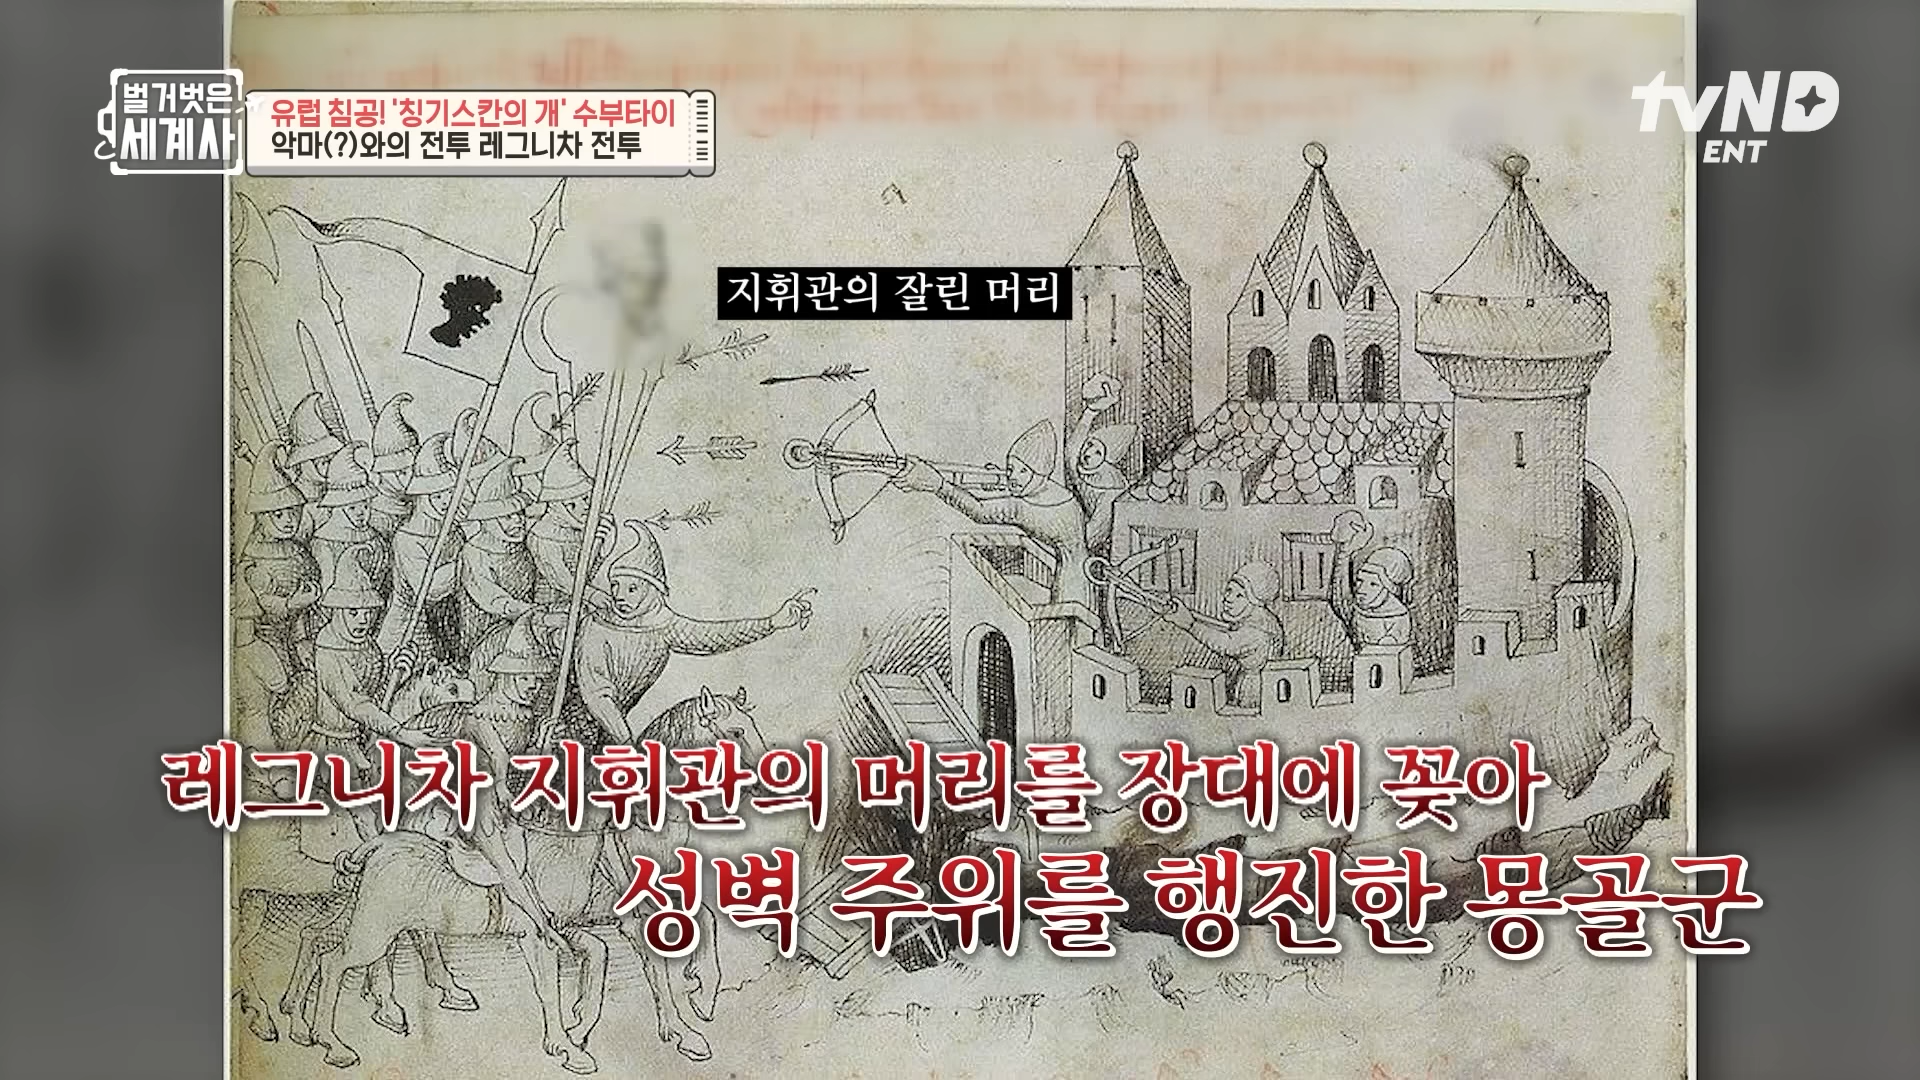 벌거벗은
세계사
유럽 침공! '칭기스칸의 개' 수부타이
악마(?)와의 전투 레그니차 전투
tvND
ENT
지휘관의 잘린 머리
레그니차 지휘관의 머리를 장대에 꽂아
성벽 주위를 행진한 몽골군